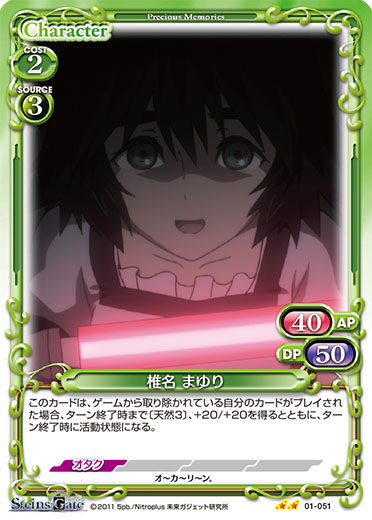 Precious Memories
Character
COST
2
SOURCE
3
40 AP
DP 50
椎名 まゆり
このカードは、ゲームから取り除かれている自分のカードがプレイされ
た場合、ターン終了時まで〔天然3〕、+20/+20を得るとともに、ター
ン終了時に活動状態になる。
オタク
オ〜カ〜リ〜ン。
Steins;Gate ©2011 5pb./Nitroplus 未来ガジェット研究所 01-051